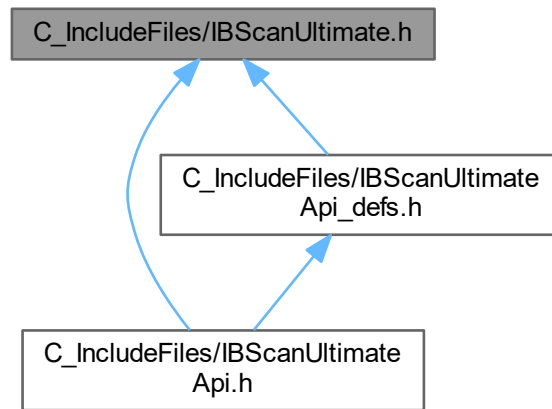 C_IncludeFiles/IBScanUltimate.h
C_IncludeFiles/IBScanUltimate
Api_defs.h
C_IncludeFiles/IBScanUltimate
Api.h